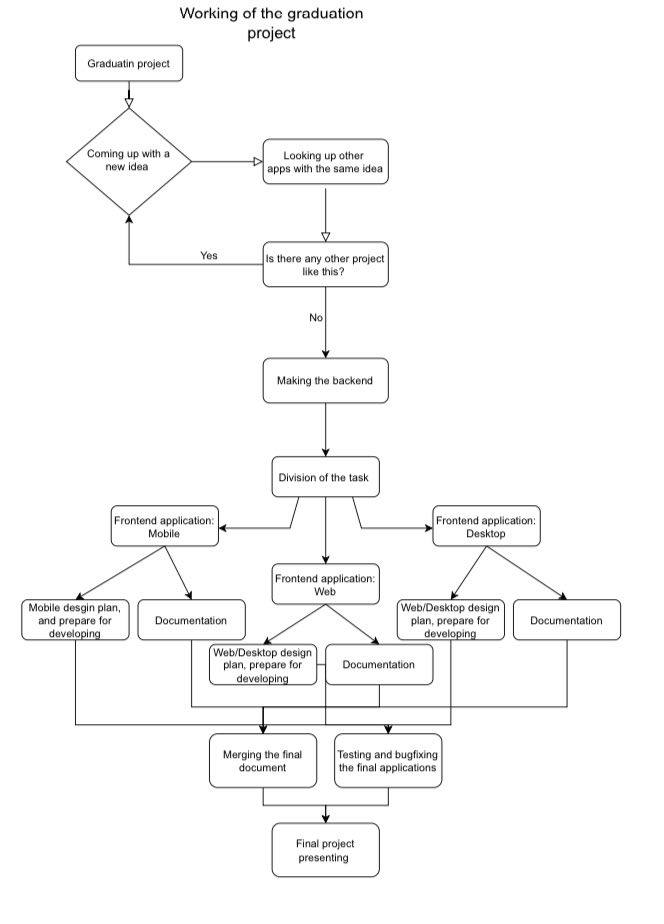 Working of the graduation
project
Graduatin project
Coming up with a
new idea
Looking up other
apps with the same idea
Is there any other project
like this?
Yes
No
Making the backend
Division of the task
Frontend application:
Mobile
Frontend application:
Desktop
Frontend application:
Web
Mobile desgin plan,
and prepare for
developing
Documentation
Web/Desktop design
plan, prepare for
developing
Documentation
Web/Desktop design
plan, prepare for
developing
Documentation
Merging the final
document
Testing and bugfixing
the final applications
Final project
presenting